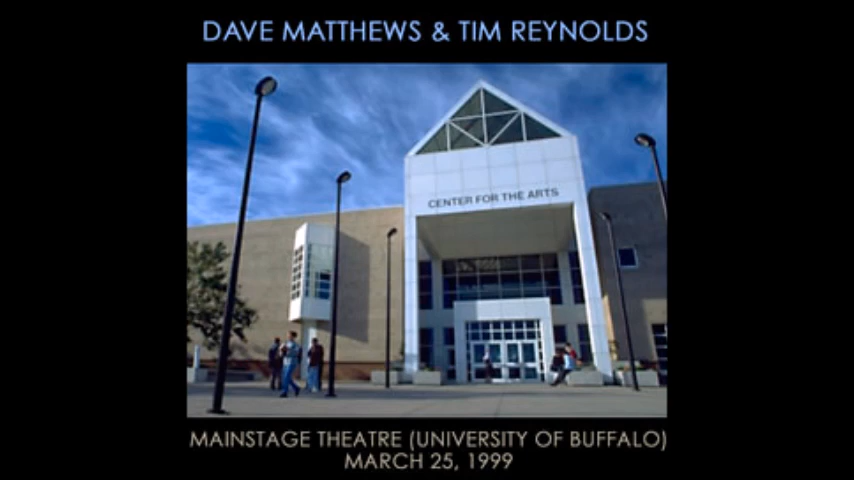 DAVE MATTHEWS & TIM REYNOLDS
CENTER FOR THE ARTS
MAINSTAGE THEATRE (UNIVERSITY OF BUFFALO)
MARCH 25, 1999